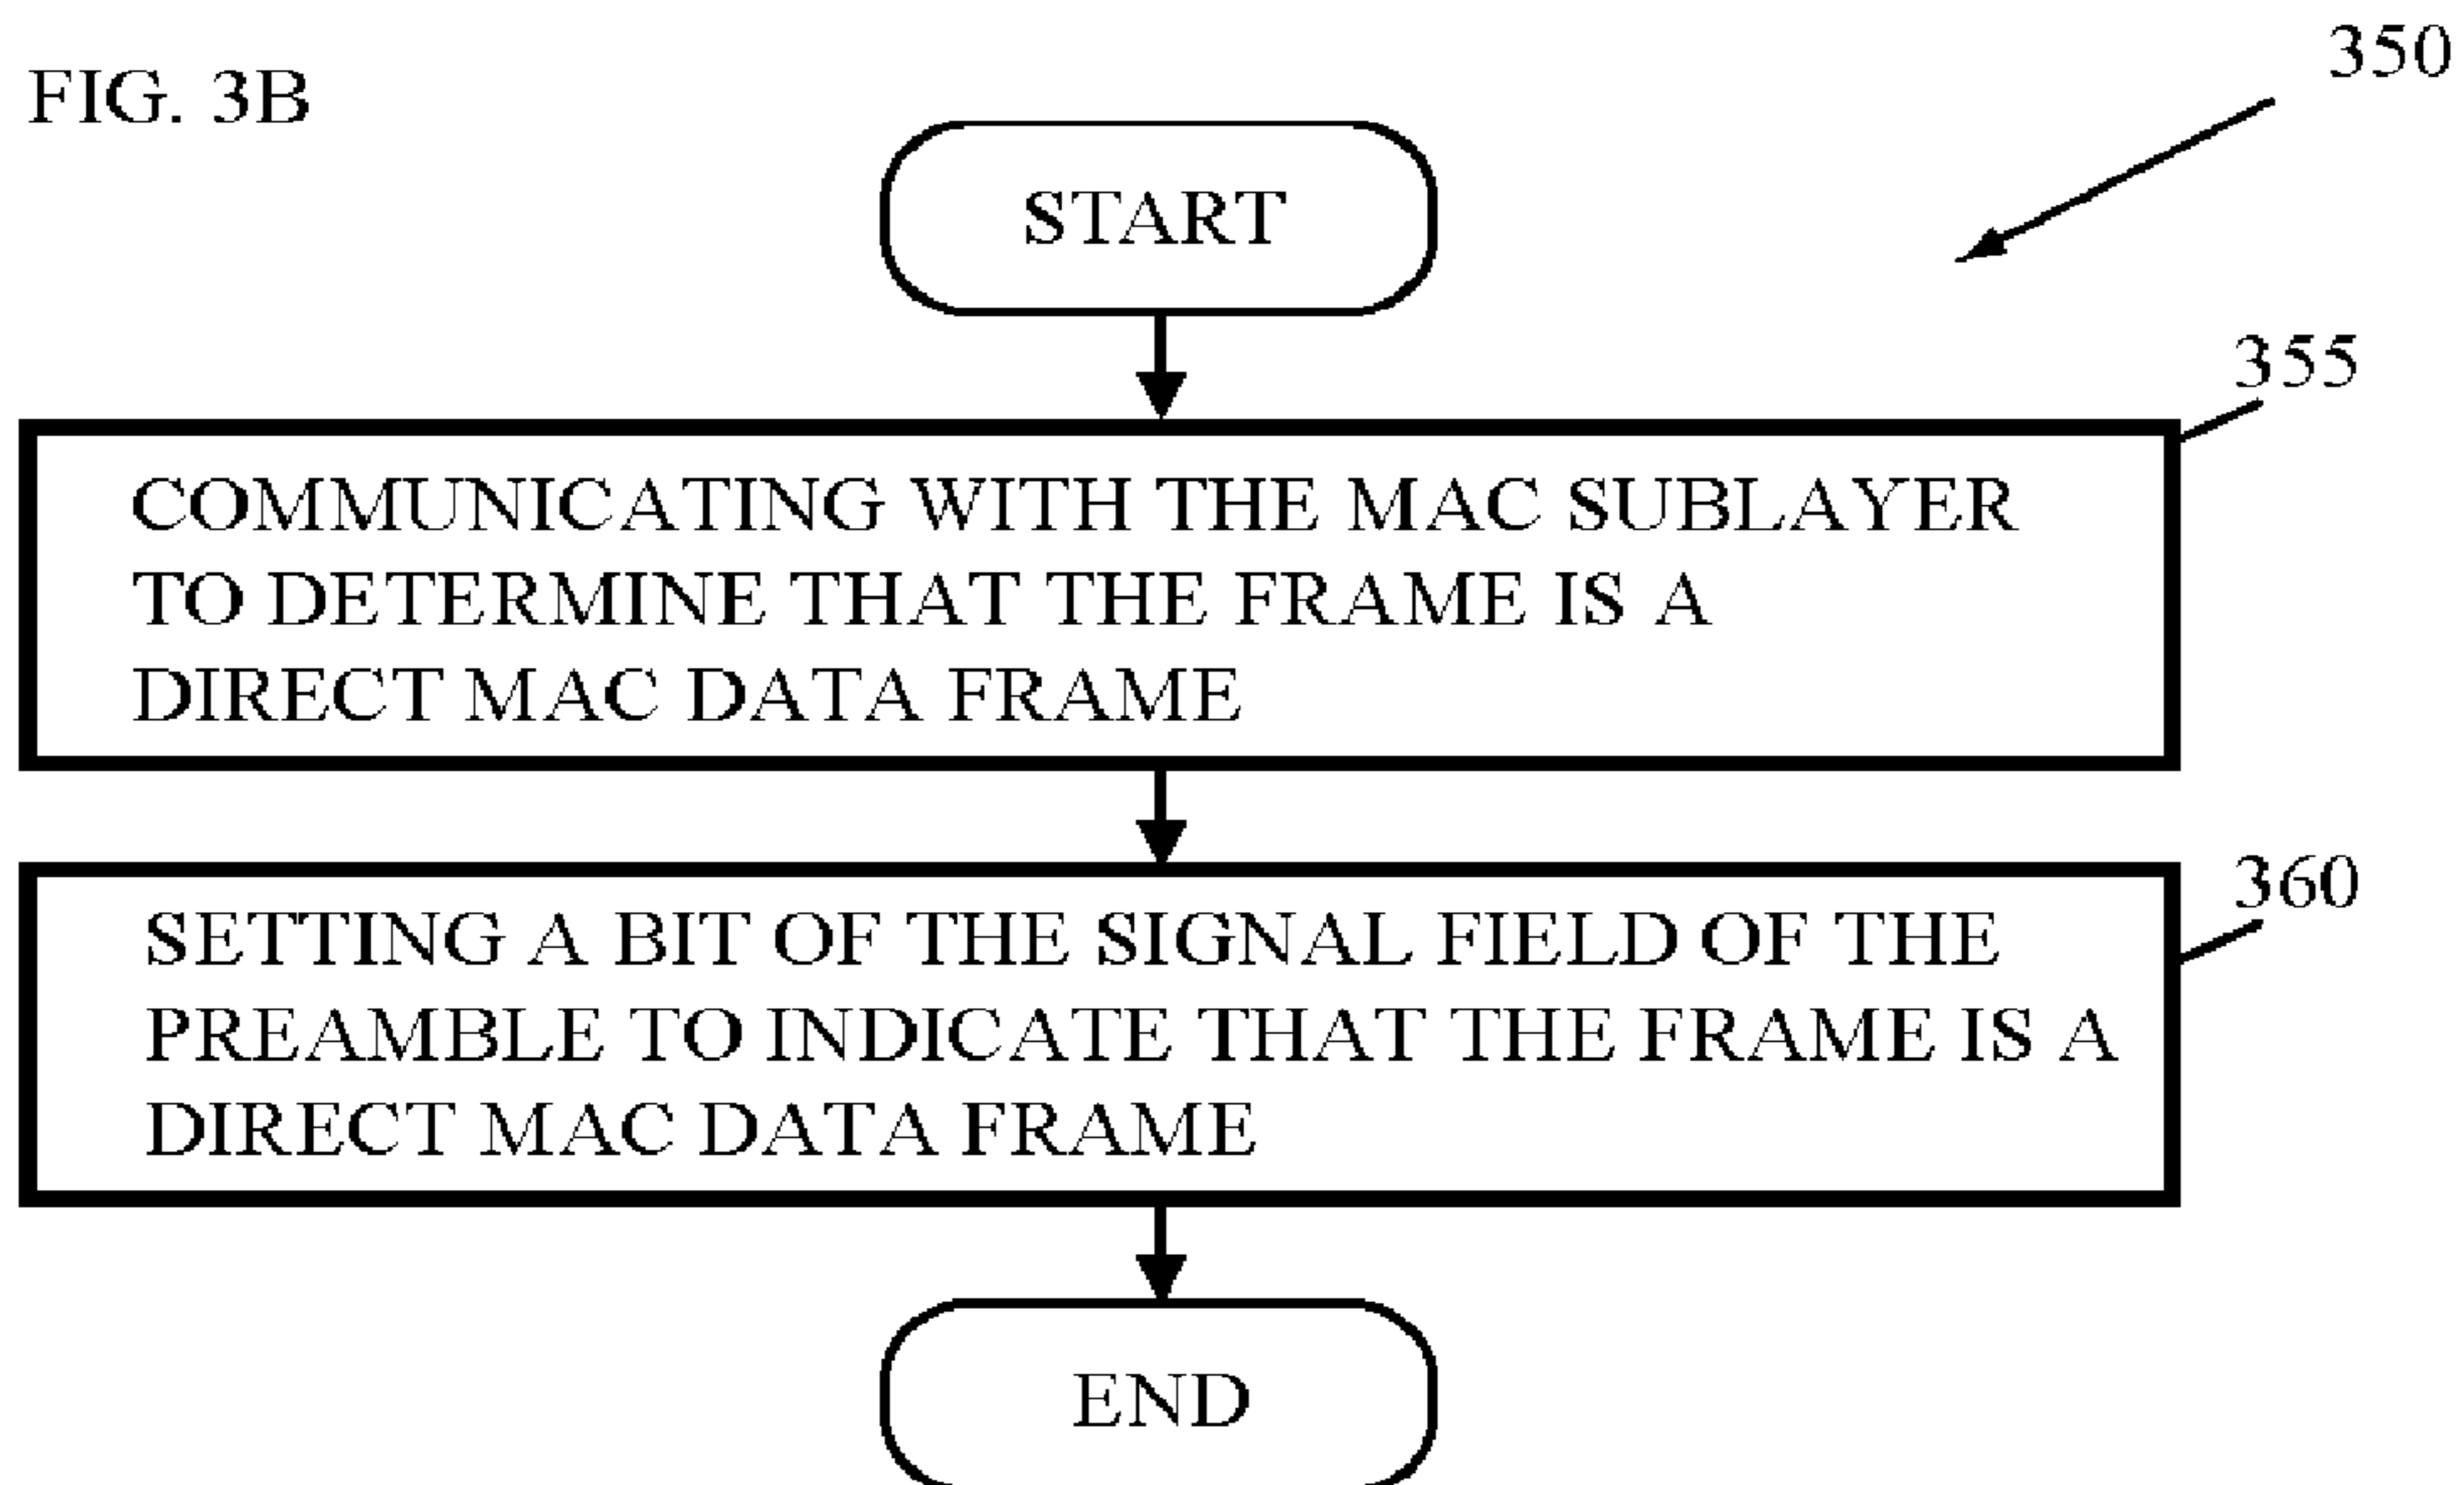 FIG. 3B
350
START
355
COMMUNICATING WITH THE MAC SUBLAYER
TO DETERMINE THAT THE FRAME IS A
DIRECT MAC DATA FRAME
360
SETTING A BIT OF THE SIGNAL FIELD OF THE
PREAMBLE TO INDICATE THAT THE FRAME IS A
DIRECT MAC DATA FRAME
END